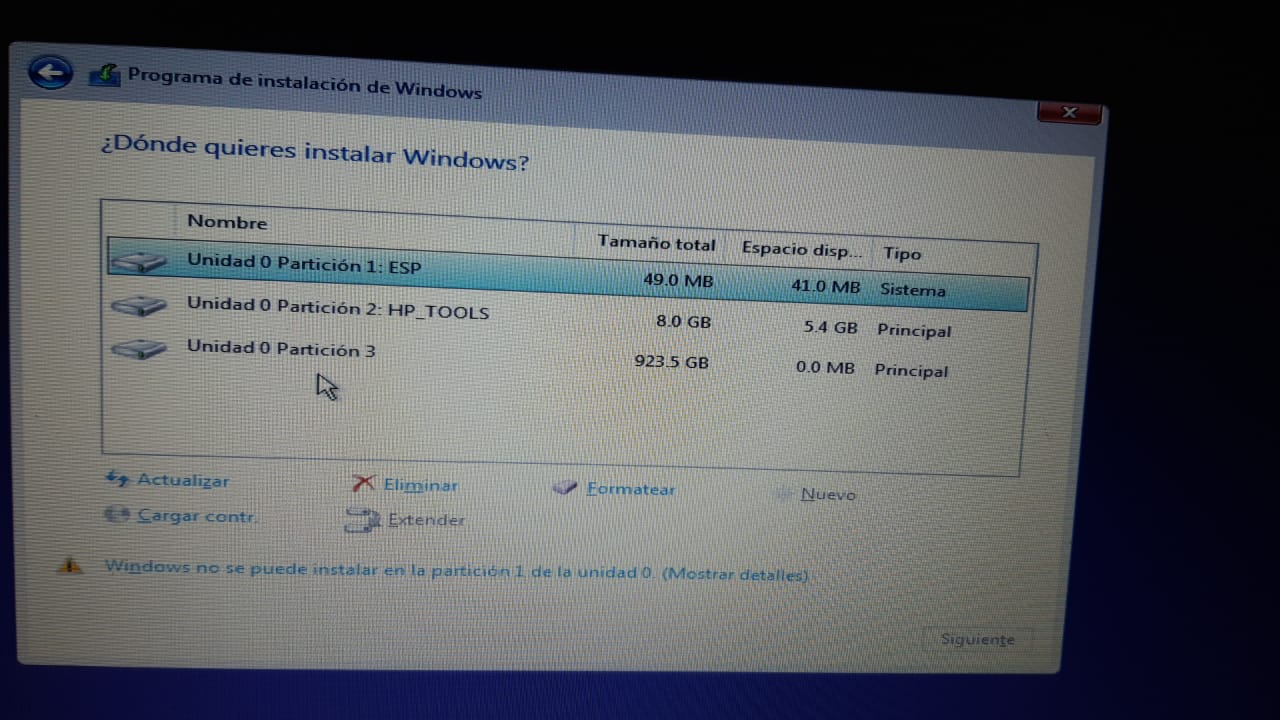 Programa de instalación de Windows
¿Dónde quieres instalar Windows?
Nombre Tamaño total Espacio disp... Tipo
Unidad 0 Partición 1: ESP 49.0 MB 41.0 MB Sistema
Unidad 0 Partición 2: HP_TOOLS 8.0 GB 5.4 GB Principal
Unidad 0 Partición 3 923.5 GB 0.0 MB Principal
Actualizar Eliminar Formatear Nuevo
Cargar contr. Extender
Windows no se puede instalar en la partición 1 de la unidad 0. (Mostrar detalles)
Siguiente